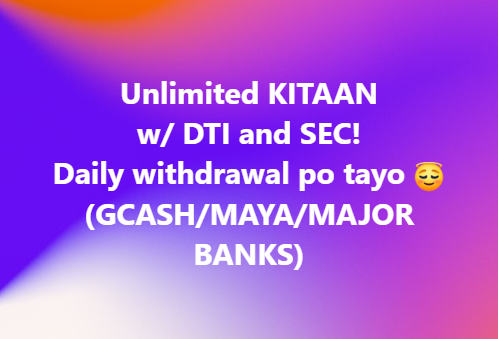 Unlimited KITAAN
w/ DTI and SEC!
Daily withdrawal po tayo 😇
(GCASH/MAYA/MAJOR
BANKS)